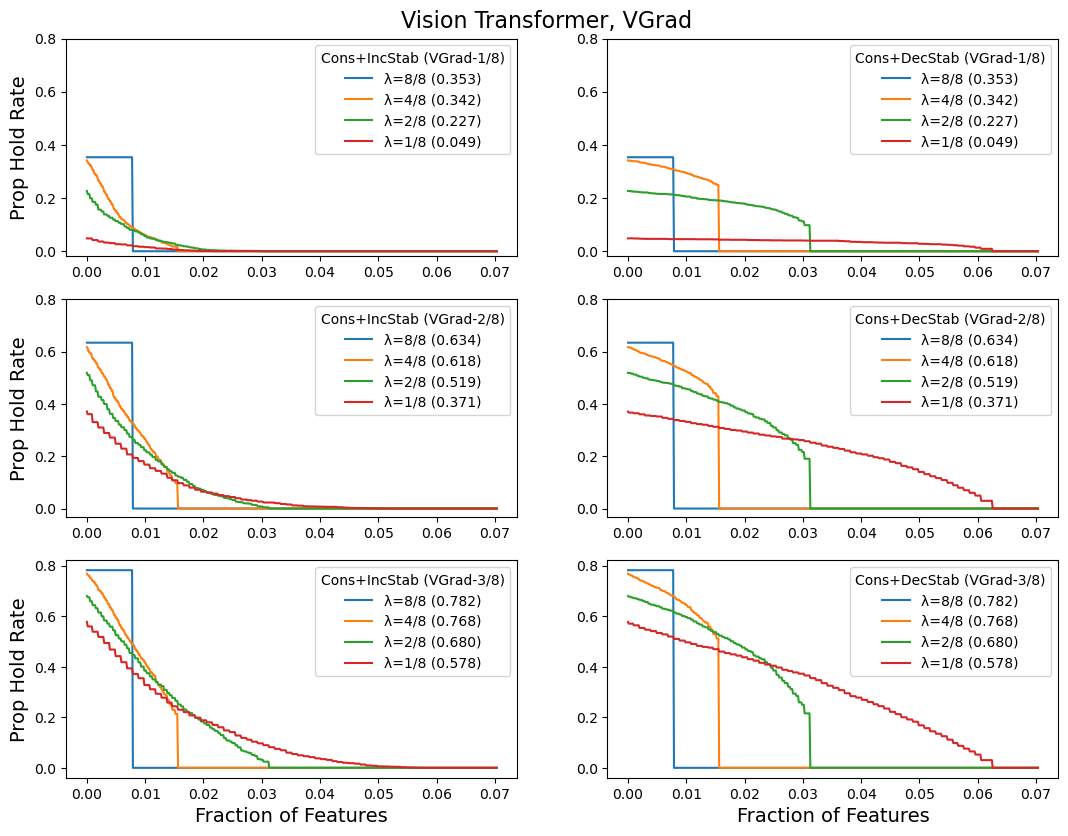 Vision Transformer, VGrad
Prop Hold Rate
0.8
0.6
0.4
0.2
0.0
0.00 0.01 0.02 0.03 0.04 0.05 0.06 0.07
Cons+IncStab (VGrad-1/8)
λ=8/8 (0.353)
λ=4/8 (0.342)
λ=2/8 (0.227)
λ=1/8 (0.049)
0.8
0.6
0.4
0.2
0.0
0.00 0.01 0.02 0.03 0.04 0.05 0.06 0.07
Cons+DecStab (VGrad-1/8)
λ=8/8 (0.353)
λ=4/8 (0.342)
λ=2/8 (0.227)
λ=1/8 (0.049)
Prop Hold Rate
0.8
0.6
0.4
0.2
0.0
0.00 0.01 0.02 0.03 0.04 0.05 0.06 0.07
Cons+IncStab (VGrad-2/8)
λ=8/8 (0.634)
λ=4/8 (0.618)
λ=2/8 (0.519)
λ=1/8 (0.371)
0.8
0.6
0.4
0.2
0.0
0.00 0.01 0.02 0.03 0.04 0.05 0.06 0.07
Cons+DecStab (VGrad-2/8)
λ=8/8 (0.634)
λ=4/8 (0.618)
λ=2/8 (0.519)
λ=1/8 (0.371)
Prop Hold Rate
0.8
0.6
0.4
0.2
0.0
0.00 0.01 0.02 0.03 0.04 0.05 0.06 0.07
Cons+IncStab (VGrad-3/8)
λ=8/8 (0.782)
λ=4/8 (0.768)
λ=2/8 (0.680)
λ=1/8 (0.578)
Fraction of Features
0.8
0.6
0.4
0.2
0.0
0.00 0.01 0.02 0.03 0.04 0.05 0.06 0.07
Cons+DecStab (VGrad-3/8)
λ=8/8 (0.782)
λ=4/8 (0.768)
λ=2/8 (0.680)
λ=1/8 (0.578)
Fraction of Features